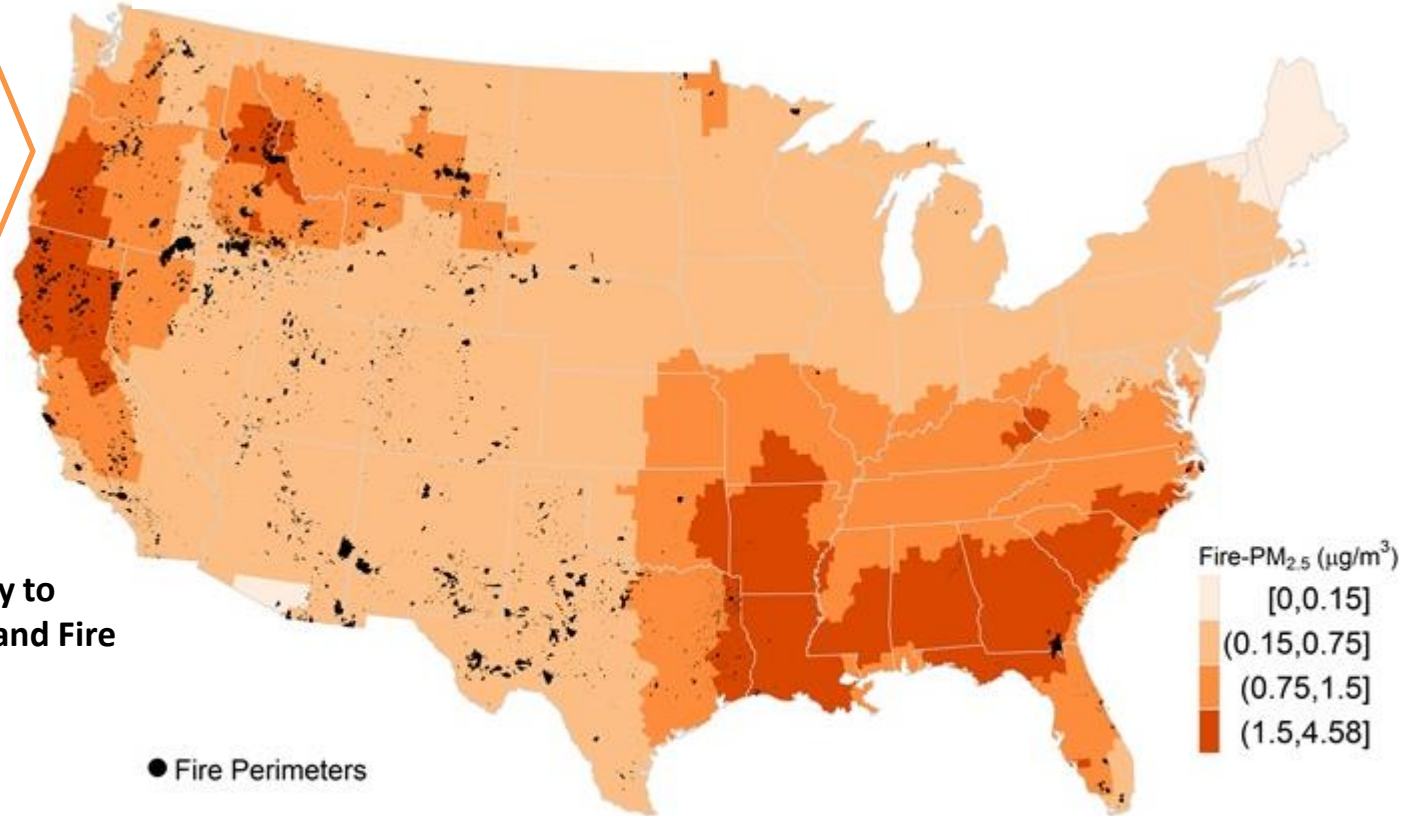 y to
and Fire
Fire Perimeters
Fire-PM2.5 (μg/m3)
[0,0.15]
(0.15,0.75]
(0.75,1.5]
(1.5,4.58]